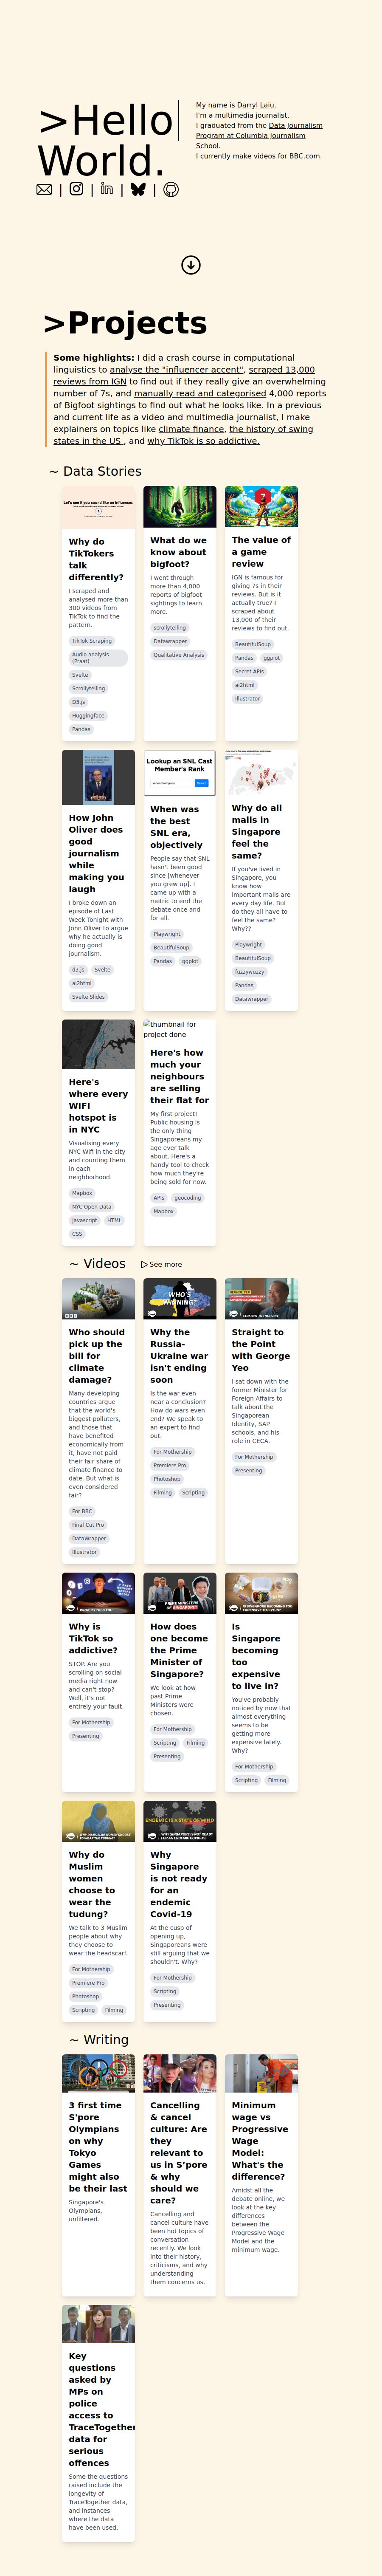 >Hello
World.
My name is Darryl Laiu.
I'm a multimedia journalist.
I graduated from the Data Journalism
Program at Columbia Journalism
School.
I currently make videos for BBC.com.
>Projects
Some highlights: I did a crash course in computational
linguistics to analyse the "influencer accent", scraped 13,000
reviews from IGN to find out if they really give an overwhelming
number of 7s, and manually read and categorised 4,000 reports
of Bigfoot sightings to find out what he looks like. In a previous
and current life as a video and multimedia journalist, I make
explainers on topics like climate finance, the history of swing
states in the US , and why TikTok is so addictive.
~ Data Stories
Let's see if you sound like an influencer.
Why do
TikTokers
talk
differently?
I scraped and
analysed more than
300 videos from
TikTok to find the
pattern.
TikTok Scraping
Audio analysis
(Praat)
Svelte
Scrollytelling
D3.js
Huggingface
Pandas
What do we
know about
bigfoot?
I went through
more than 4,000
reports of bigfoot
sightings to learn
more.
scrollytelling
Datawrapper
Qualitative Analysis
The value of
a game
review
IGN is famous for
giving 7s in their
reviews. But is it
actually true? I
scraped about
13,000 of their
reviews to find out.
BeautifulSoup
Pandas ggplot
Secret APIs
ai2html
Illustrator
How John
Oliver does
good
journalism
while
making you
laugh
I broke down an
episode of Last
Week Tonight with
John Oliver to argue
why he actually is
doing good
journalism.
d3.js Svelte
ai2html
Svelte Slides
Lookup an SNL Cast
Member's Rank
When was
the best
SNL era,
objectively
People say that SNL
hasn't been good
since [whenever
you grew up]. I
came up with a
metric to end the
debate once and
for all.
Playwright
BeautifulSoup
Pandas ggplot
Why do all
malls in
Singapore
feel the
same?
If you've lived in
Singapore, you
know how
important malls are
every day life. But
do they all have to
feel the same?
Why??
Playwright
BeautifulSoup
fuzzywuzzy
Pandas
Datawrapper
Here's
where every
WIFI
hotspot is
in NYC
Visualising every
NYC Wifi in the city
and counting them
in each
neighborhood.
Mapbox
NYC Open Data
Javascript HTML
CSS
thumbnail for
project done
Here's how
much your
neighbours
are selling
their flat for
My first project!
Public housing is
the only thing
Singaporeans my
age ever talk
about. Here's a
handy tool to check
how much they're
being sold for now.
APIs geocoding
Mapbox
~ Videos See more
BBC
Who should
pick up the
bill for
climate
damage?
Many developing
countries argue
that the world's
biggest polluters,
and those that
have benefited
economically from
it, have not paid
their fair share of
climate finance to
date. But what is
even considered
fair?
For BBC
Final Cut Pro
DataWrapper
Illustrator
WHO'S
WINNING?
Why the
Russia-
Ukraine war
isn't ending
soon
Is the war even
near a conclusion?
How do wars even
end? We speak to
an expert to find
out.
For Mothership
Premiere Pro
Photoshop
Filming Scripting
STRAIGHT TO THE POINT
Straight to
the Point
with George
Yeo
I sat down with the
former Minister for
Foreign Affairs to
talk about the
Singaporean
Identity, SAP
schools, and his
role in CECA.
For Mothership
Presenting
Why is
TikTok so
addictive?
STOP. Are you
scrolling on social
media right now
and can't stop?
Well, it's not
entirely your fault.
For Mothership
Presenting
PRIME MINISTERS
OF SINGAPORE
How does
one become
the Prime
Minister of
Singapore?
We look at how
past Prime
Ministers were
chosen.
For Mothership
Scripting Filming
Presenting
IS SINGAPORE BECOMING
TOO EXPENSIVE
TO LIVE IN?
Is
Singapore
becoming
too
expensive
to live in?
You've probably
noticed by now that
almost everything
seems to be
getting more
expensive lately.
Why?
For Mothership
Scripting Filming
WHY DO MUSLIM WOMEN CHOOSE
TO WEAR THE TUDUNG?
Why do
Muslim
women
choose to
wear the
tudung?
We talk to 3 Muslim
people about why
they choose to
wear the headscarf.
For Mothership
Premiere Pro
Photoshop
Scripting Filming
ENDEMIC IS A STATE OF MIND
WHY SINGAPORE IS NOT READY
FOR AN ENDEMIC COVID-19
Why
Singapore
is not ready
for an
endemic
Covid-19
At the cusp of
opening up,
Singaporeans were
still arguing that we
shouldn't. Why?
For Mothership
Scripting
Presenting
~ Writing
3 first time
S'pore
Olympians
on why
Tokyo
Games
might also
be their last
Singapore's
Olympians,
unfiltered.
Cancelling
& cancel
culture: Are
they
relevant to
us in S’pore
& why
should we
care?
Cancelling and
cancel culture have
been hot topics of
conversation
recently. We look
into their history,
criticisms, and why
understanding
them concerns us.
Minimum
wage vs
Progressive
Wage
Model:
What's the
difference?
Amidst all the
debate online, we
look at the key
differences
between the
Progressive Wage
Model and the
minimum wage.
Key
questions
asked by
MPs on
police
access to
TraceTogether
data for
serious
offences
Some the questions
raised include the
longevity of
TraceTogether data,
and instances
where the data
have been used.